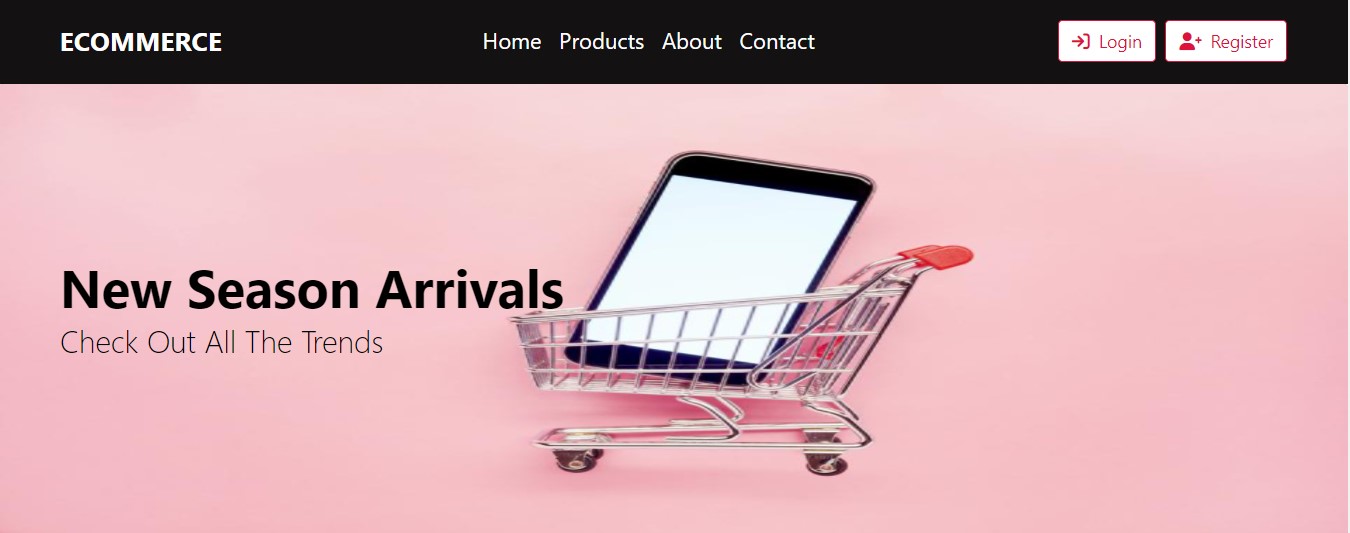 ECOMMERCE
Home Products About Contact
Login Register
New Season Arrivals
Check Out All The Trends